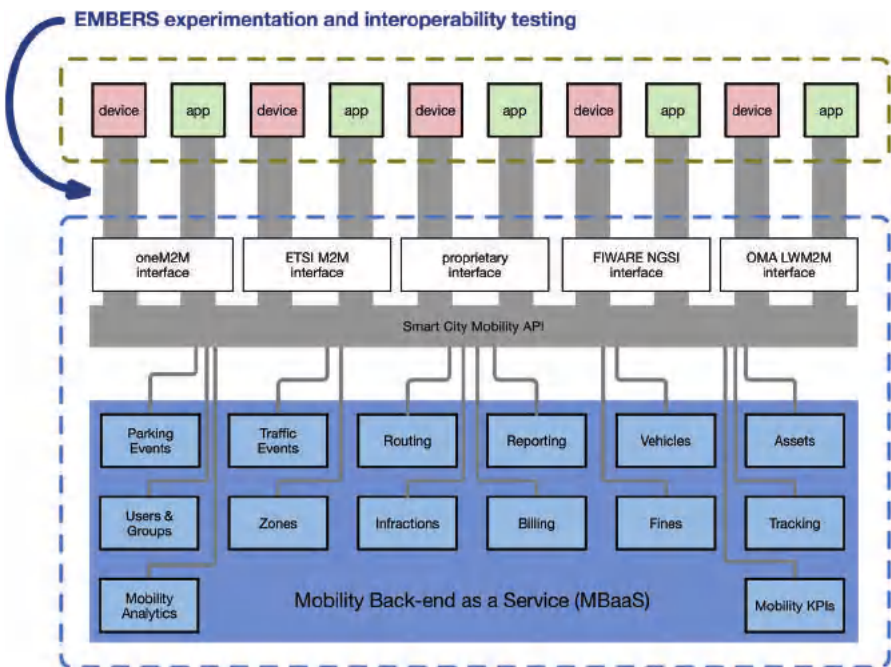 EMBERS experimentation and interoperability testing
device
app
device
app
device
app
device
app
device
app
oneM2M
interface
ETSI M2M
interface
proprietary
interface
FIWARE NGSI
interface
OMA LWM2M
interface
Smart City Mobility API
Parking
Events
Traffic
Events
Routing
Reporting
Vehicles
Assets
Users &
Groups
Zones
Infractions
Billing
Fines
Tracking
Mobility
Analytics
Mobility Back-end as a Service (MBaaS)
Mobility KPIs